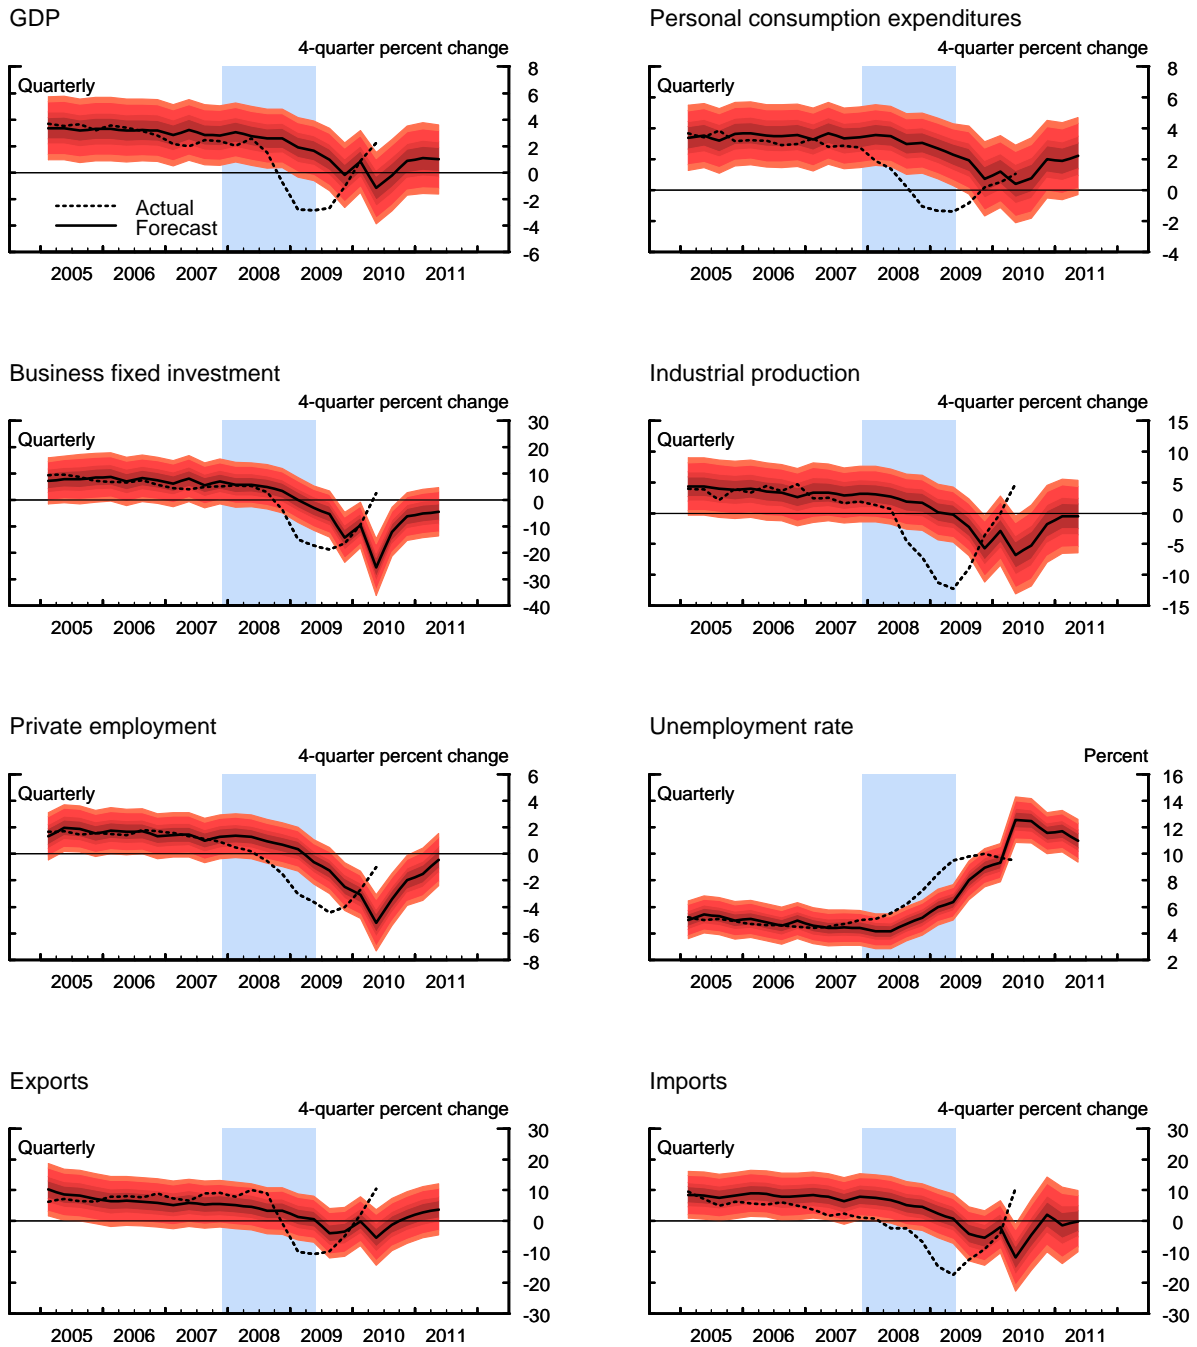 GDP
4-quarter percent change
Quarterly
8
6
4
2
0
-2
-4
-6
Actual
Forecast
2005 2006 2007 2008 2009 2010 2011
Personal consumption expenditures
4-quarter percent change
Quarterly
8
6
4
2
0
-2
-4
2005 2006 2007 2008 2009 2010 2011
Business fixed investment
4-quarter percent change
Quarterly
30
20
10
0
-10
-20
-30
-40
2005 2006 2007 2008 2009 2010 2011
Industrial production
4-quarter percent change
Quarterly
15
10
5
0
-5
-10
-15
2005 2006 2007 2008 2009 2010 2011
Private employment
4-quarter percent change
Quarterly
6
4
2
0
-2
-4
-6
-8
2005 2006 2007 2008 2009 2010 2011
Unemployment rate
Percent
Quarterly
16
14
12
10
8
6
4
2
2005 2006 2007 2008 2009 2010 2011
Exports
4-quarter percent change
Quarterly
30
20
10
0
-10
-20
-30
2005 2006 2007 2008 2009 2010 2011
Imports
4-quarter percent change
Quarterly
30
20
10
0
-10
-20
-30
2005 2006 2007 2008 2009 2010 2011